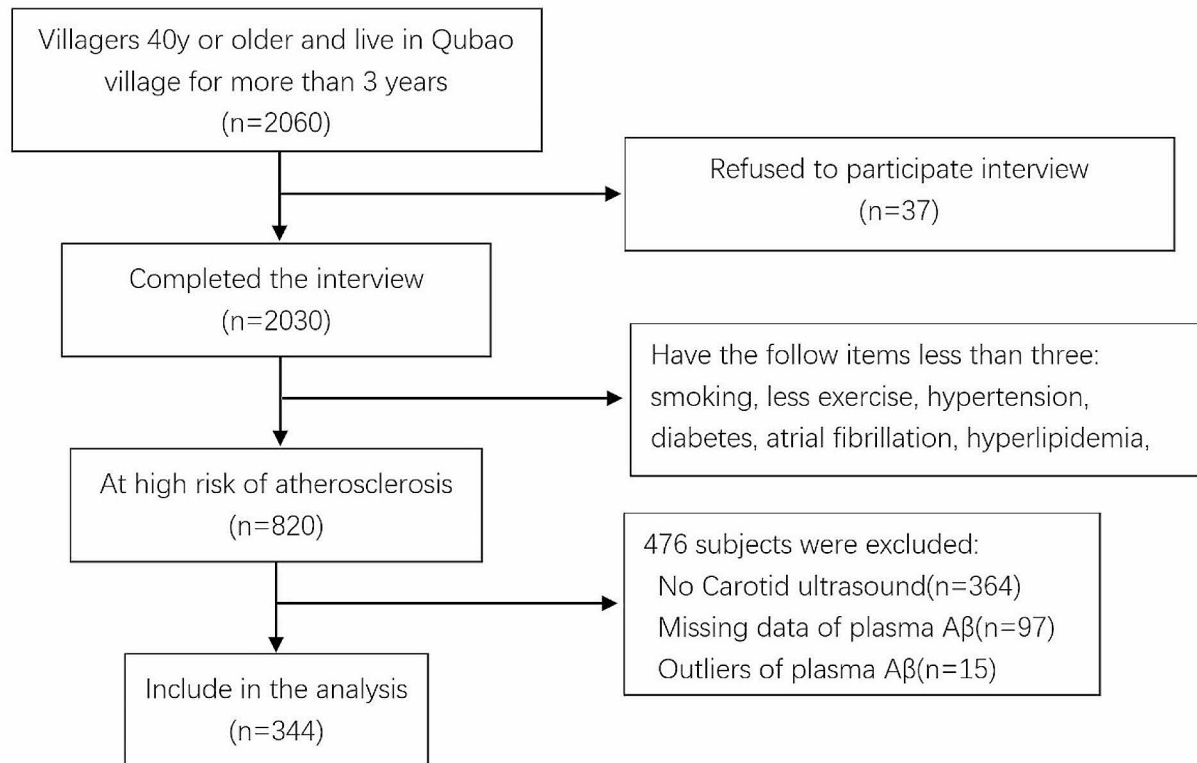 Villagers 40y or older and live in Qubao
village for more than 3 years
(n=2060)
Refused to participate interview
(n=37)
Completed the interview
(n=2030)
Have the follow items less than three:
smoking, less exercise, hypertension,
diabetes, atrial fibrillation, hyperlipidemia,
At high risk of atherosclerosis
(n=820)
476 subjects were excluded:
No Carotid ultrasound(n=364)
Missing data of plasma Aβ(n=97)
Outliers of plasma Aβ(n=15)
Include in the analysis
(n=344)